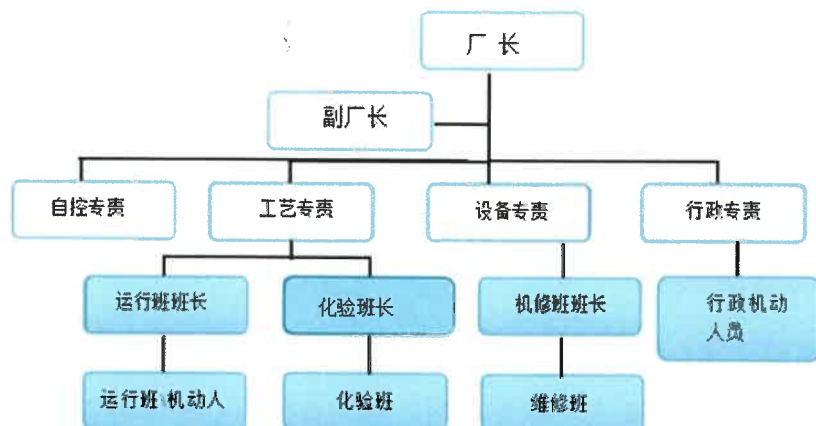 厂 长
副厂长
自控专责
工艺专责
设备专责
行政专责
运行班班长
化验班长
机修班班长
行政机动
人员
运行班 机动人
化验班
维修班